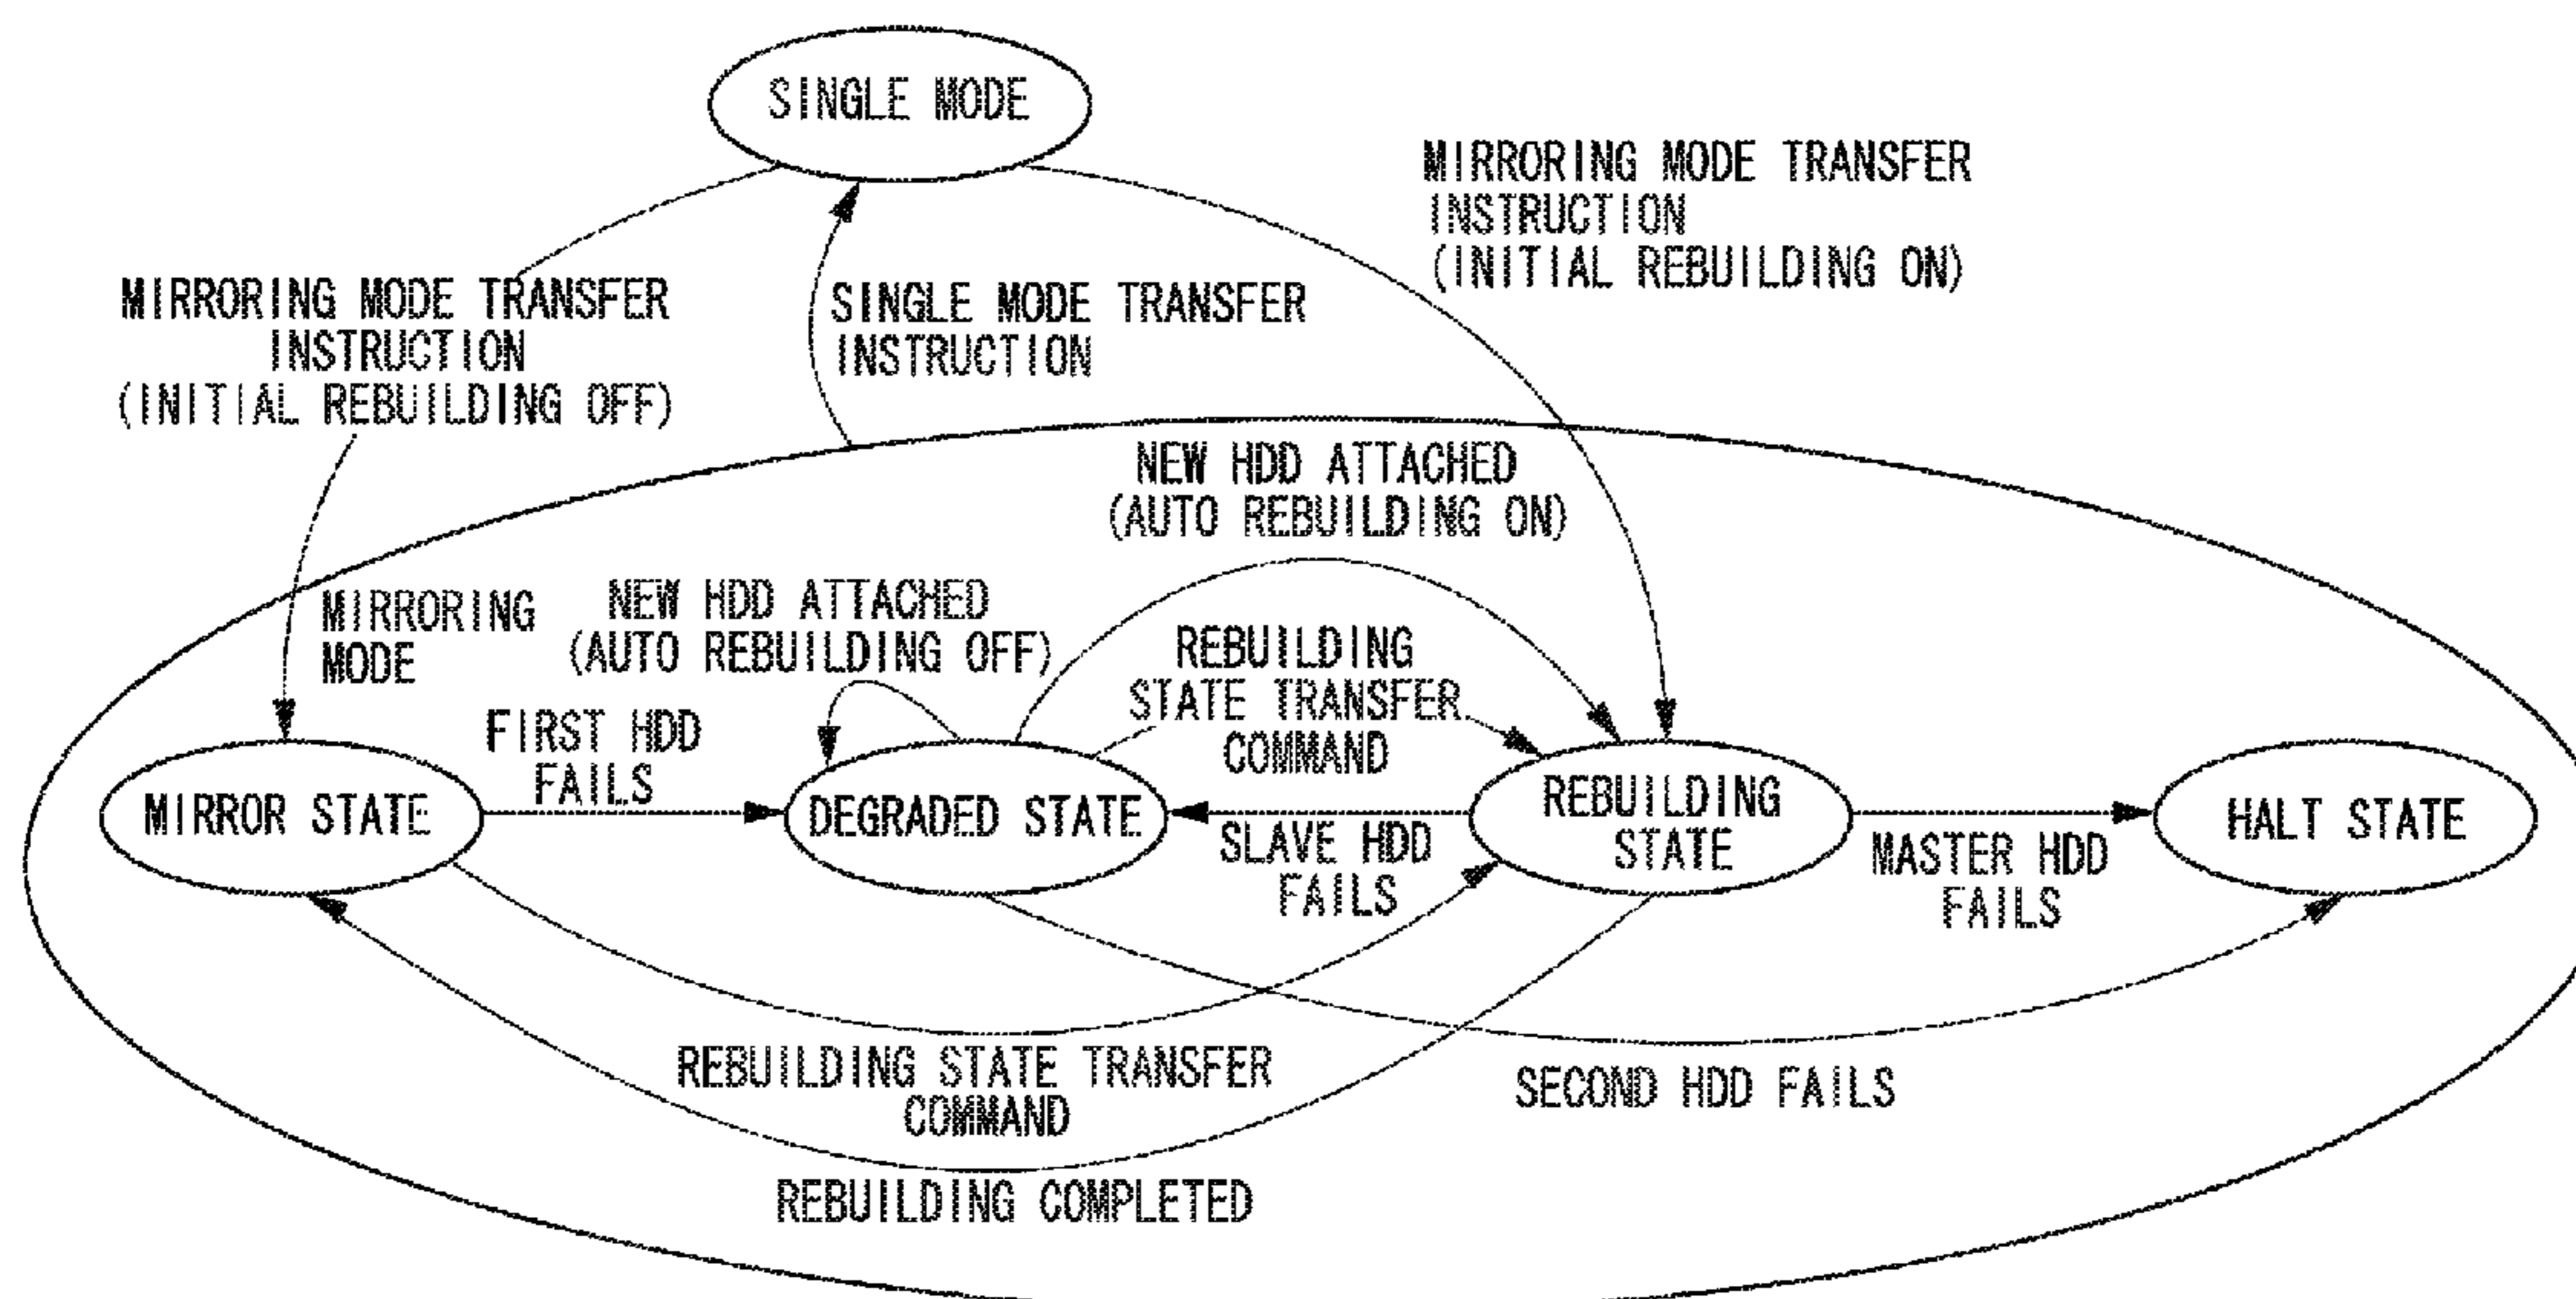 SINGLE MODE
MIRRORING MODE TRANSFER
INSTRUCTION
(INITIAL REBUILDING ON)
MIRRORING MODE TRANSFER
INSTRUCTION
(INITIAL REBUILDING OFF)
SINGLE MODE TRANSFER
INSTRUCTION
NEW HDD ATTACHED
(AUTO REBUILDING ON)
MIRRORING
MODE
NEW HDD ATTACHED
(AUTO REBUILDING OFF)
REBUILDING
STATE TRANSFER
COMMAND
FIRST HDD
FAILS
MIRROR STATE
DEGRADED STATE
SLAVE HDD
FAILS
REBUILDING
STATE
MASTER HDD
FAILS
HALT STATE
REBUILDING STATE TRANSFER
COMMAND
SECOND HDD FAILS
REBUILDING COMPLETED